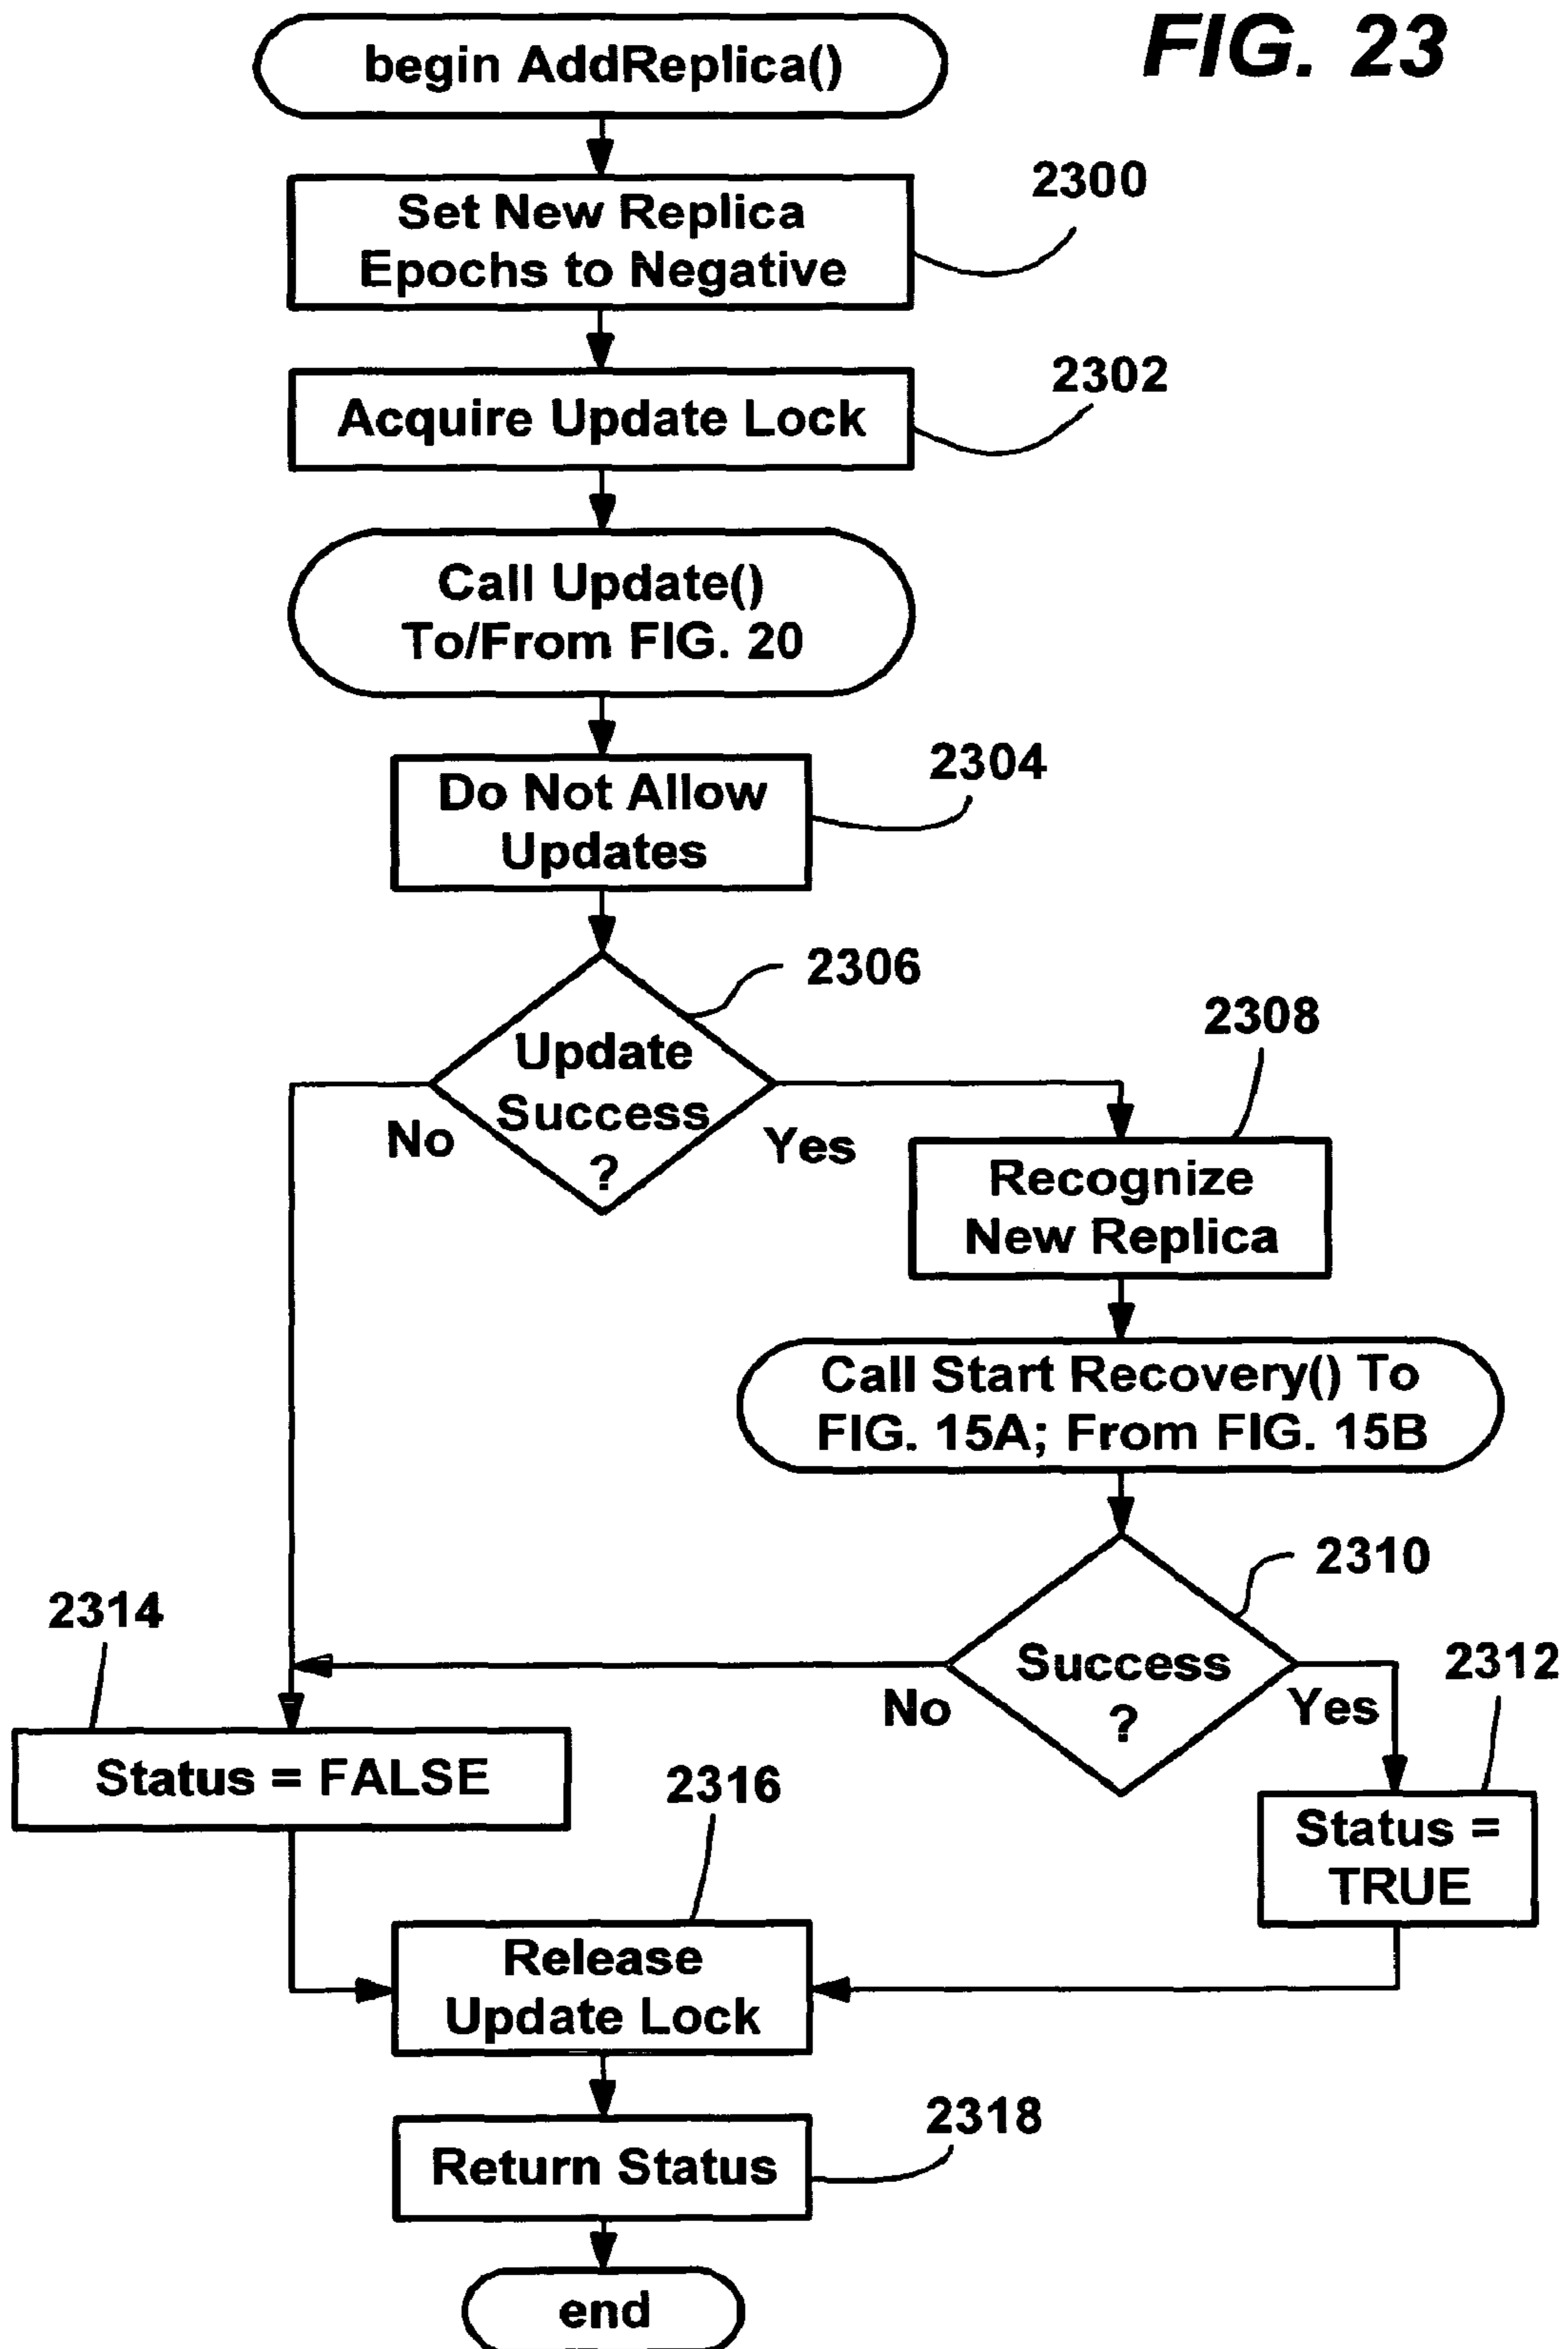 FIG. 23
begin AddReplica()
2300
Set New Replica
Epochs to Negative
2302
Acquire Update Lock
Call Update()
To/From FIG. 20
2304
Do Not Allow
Updates
2306
Update
Success
?
No
Yes
2308
Recognize
New Replica
Call Start Recovery() To
FIG. 15A; From FIG. 15B
2310
Success
?
No
Yes
2312
Status =
TRUE
2314
Status = FALSE
2316
Release
Update Lock
2318
Return Status
end